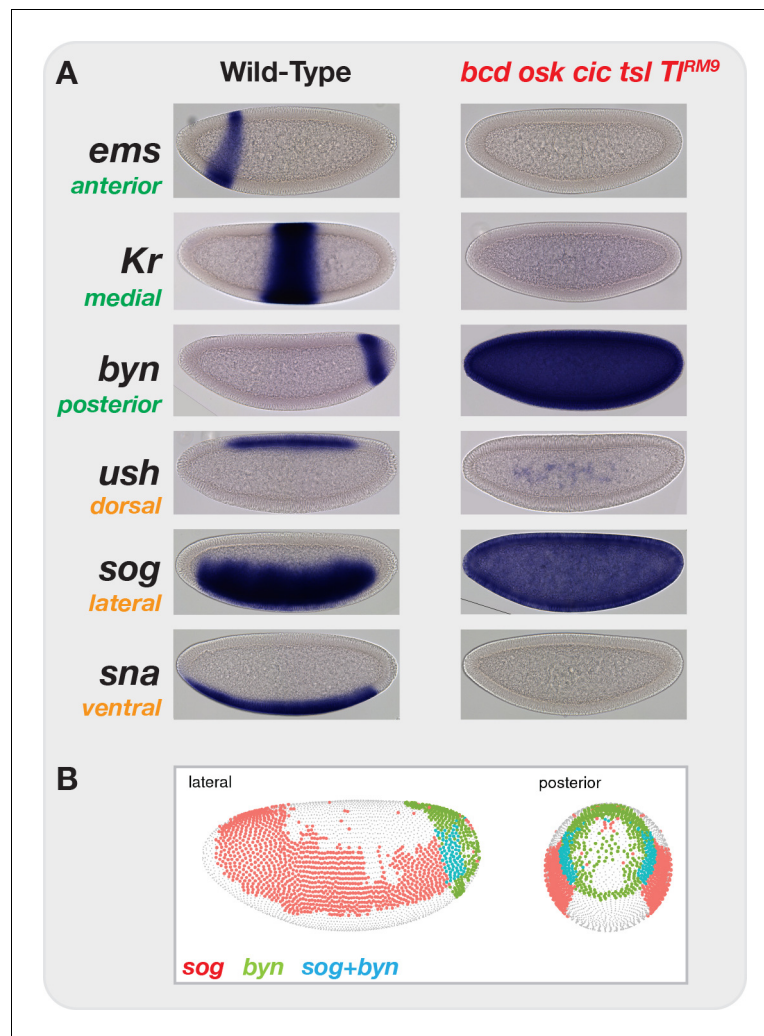 A
Wild-Type
bcd osk cic tsl Tl^RM9
ems
anterior
Kr
medial
byn
posterior
ush
dorsal
sog
lateral
sna
ventral
B
lateral
posterior
sog byn sog+byn